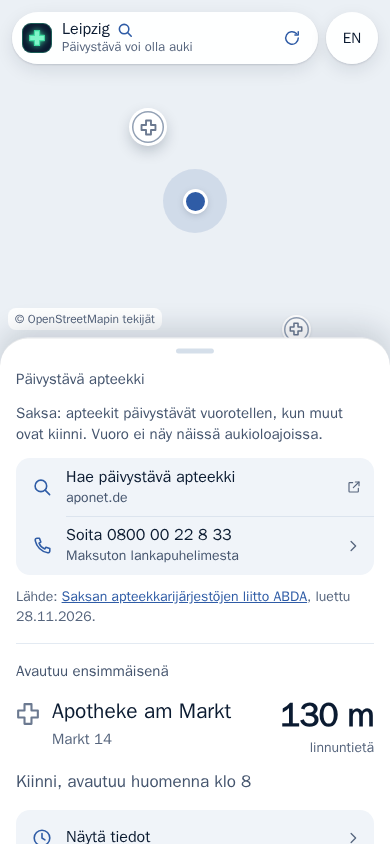 Leipzig
Päivystävä voi olla auki
EN
© OpenStreetMapin tekijät
Päivystävä apteekki
Saksa: apteekit päivystävät vuorotellen, kun muut
ovat kiinni. Vuoro ei näy näissä aukioloajoissa.
Hae päivystävä apteekki
aponet.de
Soita 0800 00 22 8 33
Maksuton lankapuhelimesta
Lähde: Saksan apteekkarijärjestöjen liitto ABDA, luettu
28.11.2026.
Avautuu ensimmäisenä
Apotheke am Markt
130 m
Markt 14
linnuntietä
Kiinni, avautuu huomenna klo 8
Näytä tiedot